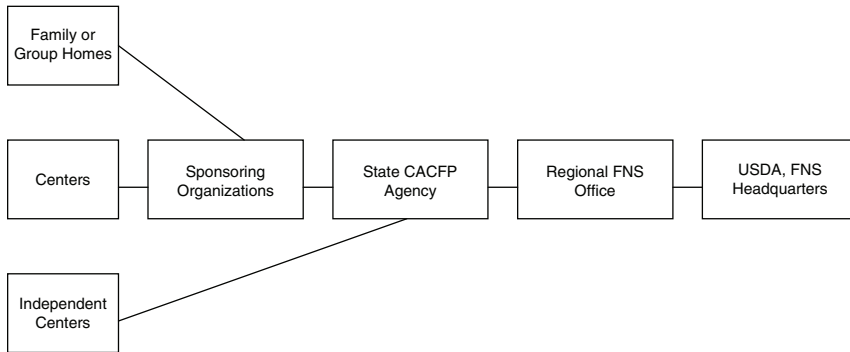 Family or
Group Homes
Centers
Sponsoring
Organizations
State CACFP
Agency
Regional FNS
Office
USDA, FNS
Headquarters
Independent
Centers